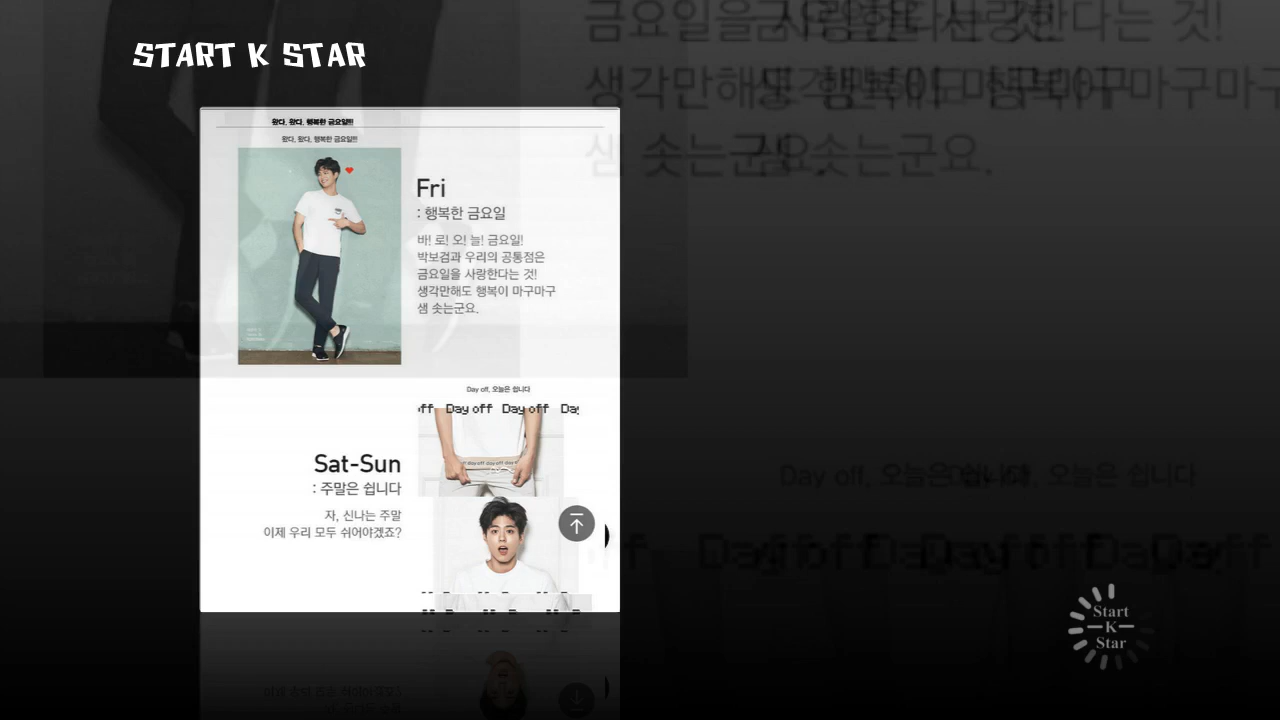 START K STAR
왔다, 왔다, 행복한 금요일!!!
왔다, 왔다, 행복한 금요일!!!
Fri
: 행복한 금요일
바! 로! 오! 늘! 금요일!
박보검과 우리의 공통점은
금요일을 사랑한다는 것!
생각만해도 행복이 마구마구
샘 솟는군요.
Day off, 오늘은 쉽니다
off Day off Day off Day
Sat-Sun
: 주말은 쉽니다
자, 신나는 주말
이제 우리 모두 쉬어야겠죠?
Start
K
Star